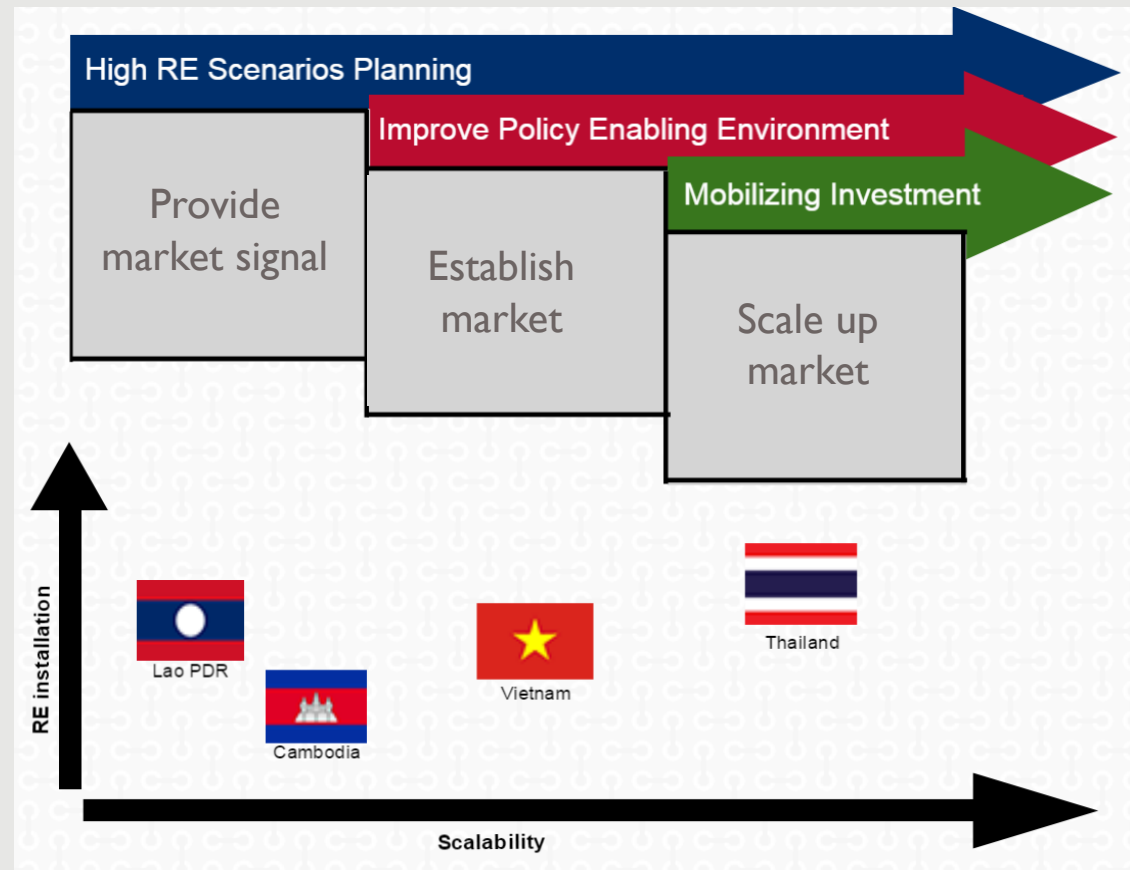 High RE Scenarios Planning
Improve Policy Enabling Environment
Mobilizing Investment
Provide
market signal
Establish
market
Scale up
market
RE installation
Lao PDR
Cambodia
Vietnam
Thailand
Scalability